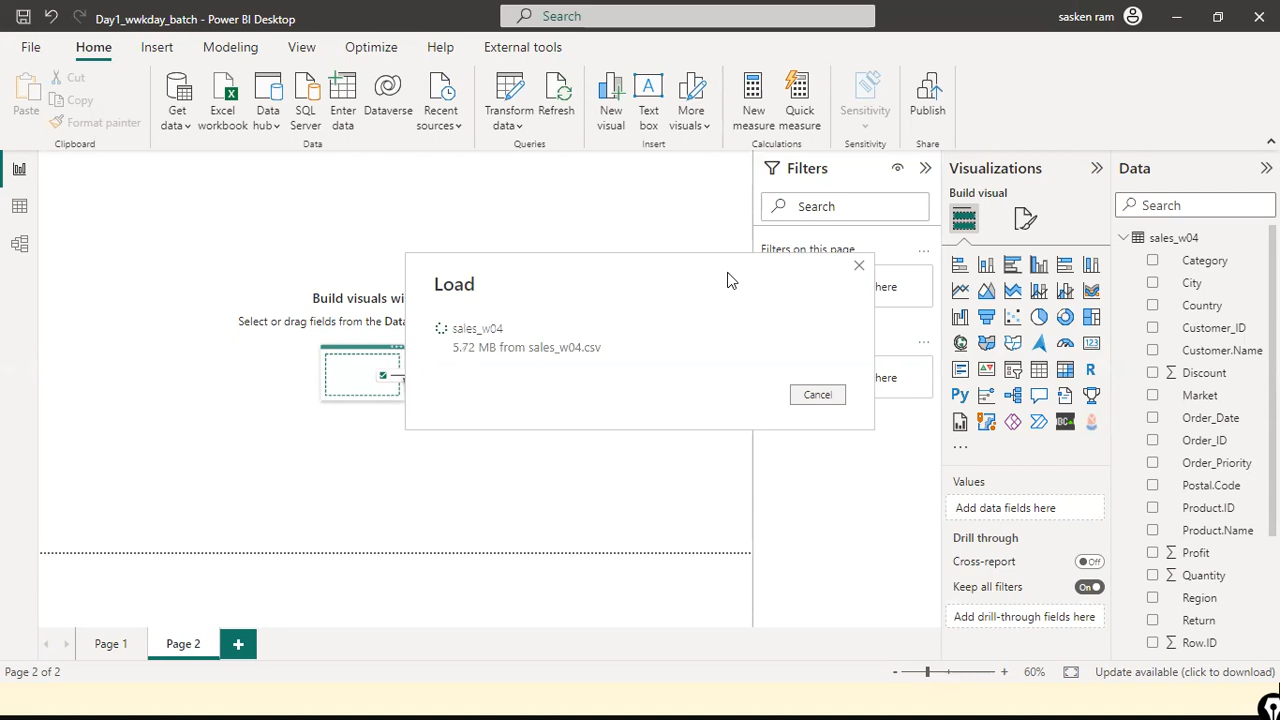 Day1_wwkday_batch - Power BI Desktop
Search
sasken ram
File
Home
Insert
Modeling
View
Optimize
Help
External tools
Paste
Cut
Copy
Format painter
Get data
Excel workbook
Data hub
SQL Server
Enter data
Dataverse
Recent sources
Transform data
Refresh
New visual
Text box
More visuals
New measure
Quick measure
Sensitivity
Publish
Clipboard
Data
Queries
Insert
Calculations
Sensitivity
Share
Build visuals wi
Select or drag fields from the Data
Load
sales_w04
5.72 MB from sales_w04.csv
Cancel
Filters
Search
Filters on this page
...
here
...
here
Visualizations
Build visual
123
R
Py
...
Values
Add data fields here
Drill through
Cross-report
Off
Keep all filters
On
Add drill-through fields here
Data
Search
sales_w04
Category
City
Country
Customer_ID
Customer.Name
Discount
Market
Order_Date
Order_ID
Order_Priority
Postal.Code
Product.ID
Product.Name
Profit
Quantity
Region
Return
Row.ID
Page 1
Page 2
Page 2 of 2
60%
Update available (click to download)